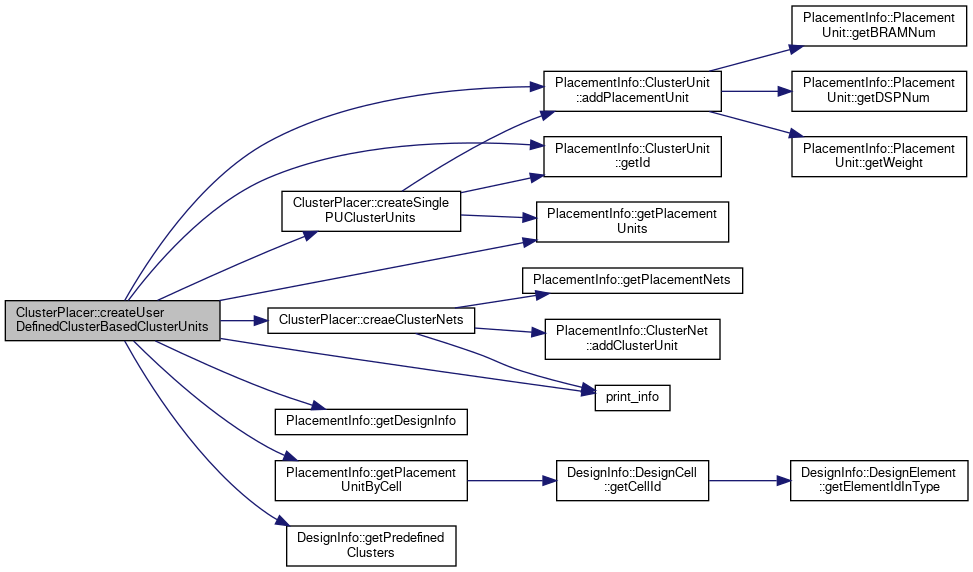 PlacementInfo::Placement
Unit::getBRAMNum
PlacementInfo::ClusterUnit
::addPlacementUnit
PlacementInfo::Placement
Unit::getDSPNum
PlacementInfo::ClusterUnit
::getId
PlacementInfo::Placement
Unit::getWeight
ClusterPlacer::createSingle
PUClusterUnits
PlacementInfo::getPlacement
Units
PlacementInfo::getPlacementNets
ClusterPlacer::createUser
DefinedClusterBasedClusterUnits
ClusterPlacer::creaeClusterNets
PlacementInfo::ClusterNet
::addClusterUnit
print_info
PlacementInfo::getDesignInfo
PlacementInfo::getPlacement
UnitByCell
DesignInfo::DesignCell
::getCellId
DesignInfo::DesignElement
::getElementIdInType
DesignInfo::getPredefined
Clusters